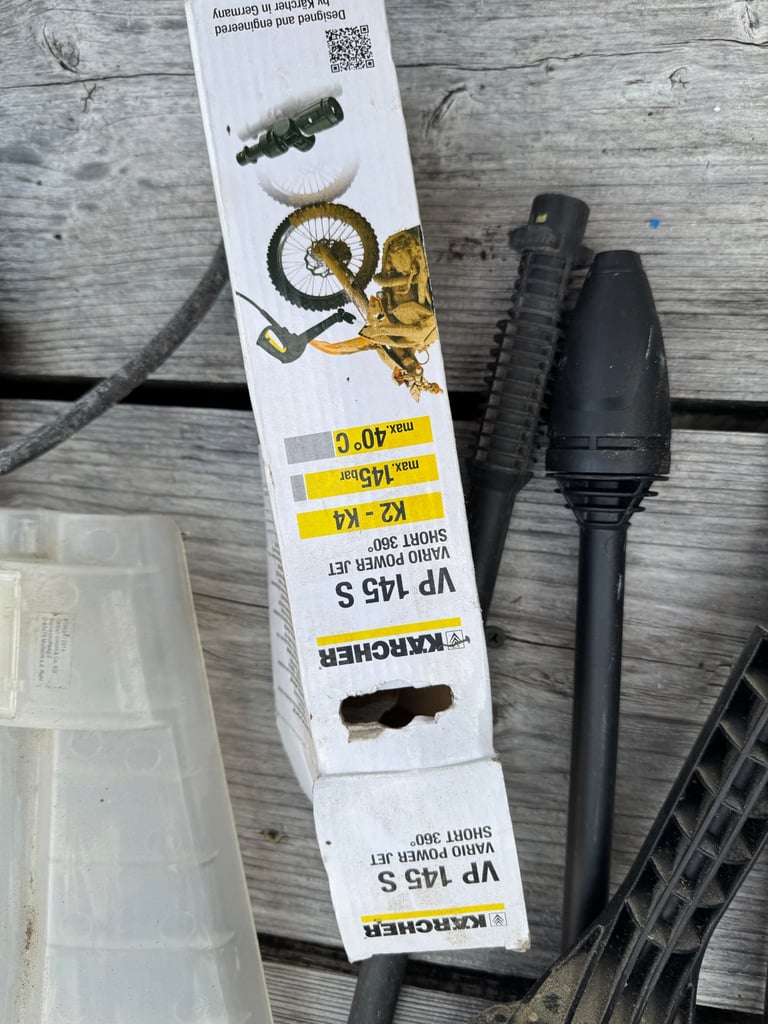 KÄRCHER
VP 145 S
VARIO POWER JET
SHORT 360°
KÄRCHER
VP 145 S
VARIO POWER JET
SHORT 360°
K2 - K4
max. 145 bar
max. 40°C
Designed and engineered
by Kärcher in Germany